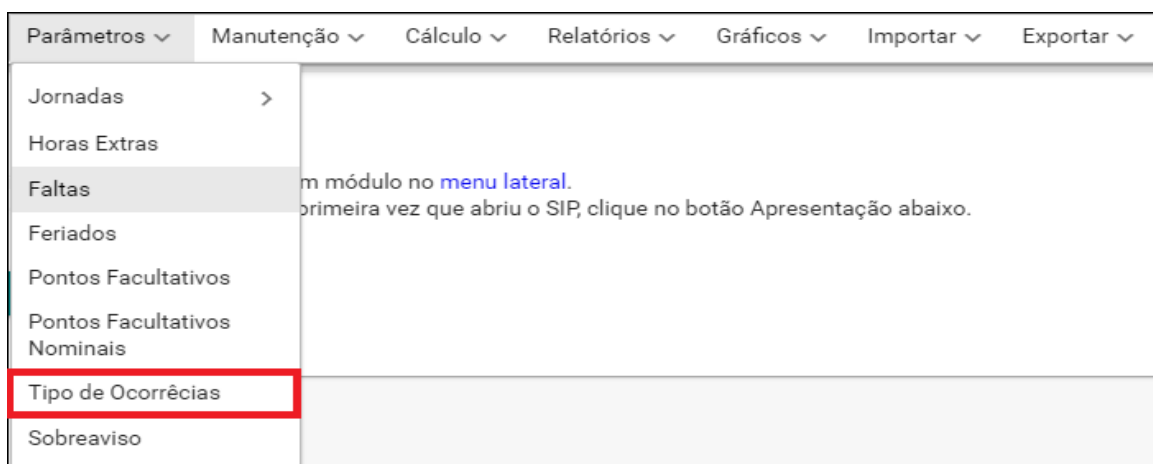 Parâmetros Manutenção Cálculo Relatórios Gráficos Importar Exportar
Jornadas
Horas Extras
Faltas
m módulo no menu lateral.
primeira vez que abriu o SIP, clique no botão Apresentação abaixo.
Feriados
Pontos Facultativos
Pontos Facultativos
Nominais
Tipo de Ocorrêcias
Sobreaviso